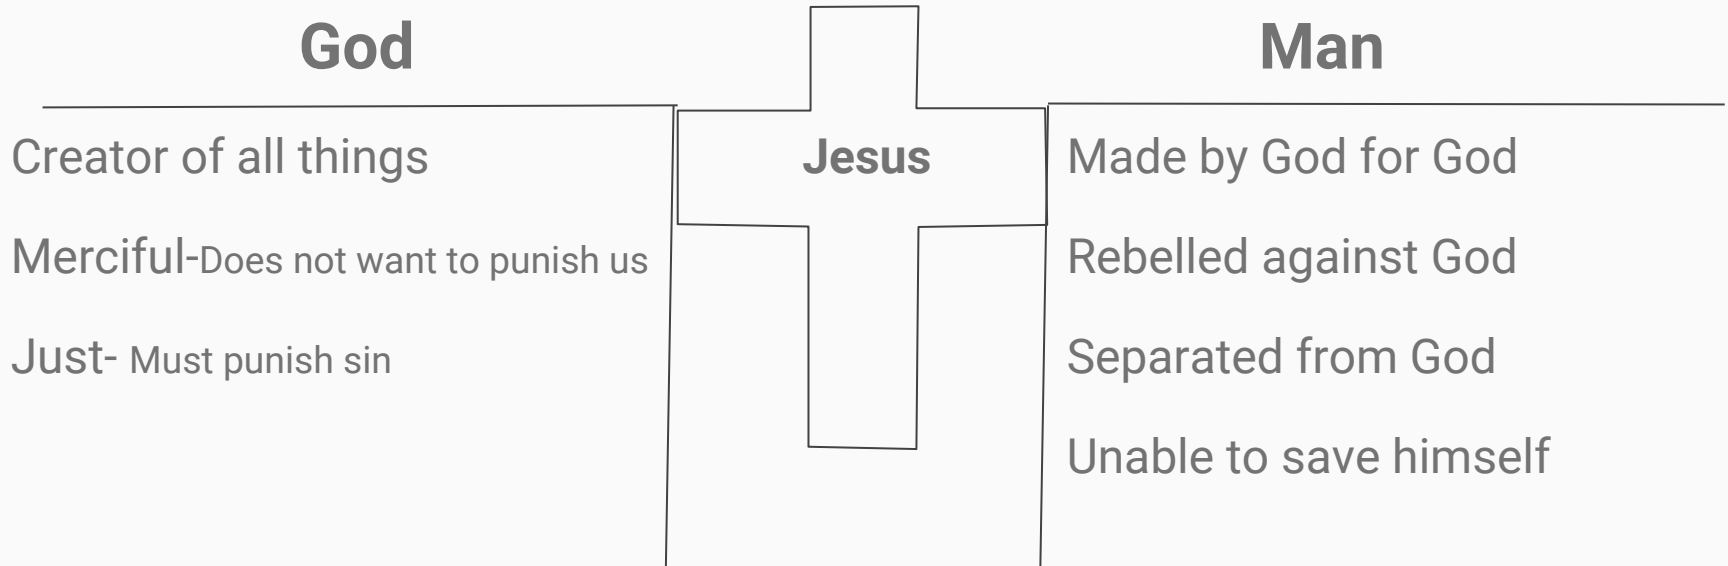 God
Creator of all things
Merciful-Does not want to punish us
Just- Must punish sin
Jesus
Man
Made by God for God
Rebelled against God
Separated from God
Unable to save himself